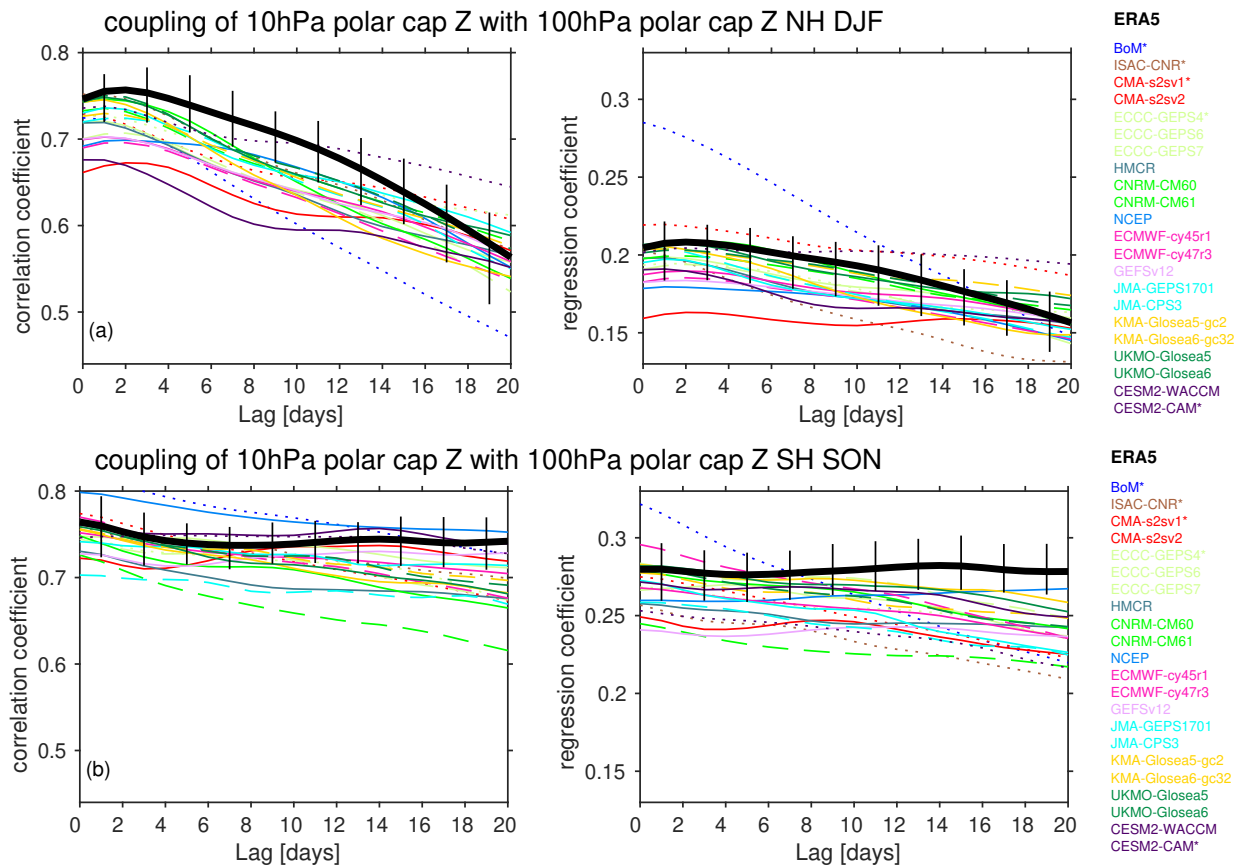 coupling of 10hPa polar cap Z with 100hPa polar cap Z NH DJF
correlation coefficient
0.8
0.7
0.6
0.5
(a)
0 2 4 6 8 10 12 14 16 18 20
Lag [days]
regression coefficient
0.3
0.25
0.2
0.15
0 2 4 6 8 10 12 14 16 18 20
Lag [days]
ERA5
BoM*
ISAC-CNR*
CMA-s2sv1*
CMA-s2sv2
ECCC-GEPS4*
ECCC-GEPS6
ECCC-GEPS7
HMCR
CNRM-CM60
CNRM-CM61
NCEP
ECMWF-cy45r1
ECMWF-cy47r3
GEFSv12
JMA-GEPS1701
JMA-CPS3
KMA-Glosea5-gc2
KMA-Glosea6-gc32
UKMO-Glosea5
UKMO-Glosea6
CESM2-WACCM
CESM2-CAM*
coupling of 10hPa polar cap Z with 100hPa polar cap Z SH SON
correlation coefficient
0.8
0.7
0.6
0.5
(b)
0 2 4 6 8 10 12 14 16 18 20
Lag [days]
regression coefficient
0.3
0.25
0.2
0.15
0 2 4 6 8 10 12 14 16 18 20
Lag [days]
ERA5
BoM*
ISAC-CNR*
CMA-s2sv1*
CMA-s2sv2
ECCC-GEPS4*
ECCC-GEPS6
ECCC-GEPS7
HMCR
CNRM-CM60
CNRM-CM61
NCEP
ECMWF-cy45r1
ECMWF-cy47r3
GEFSv12
JMA-GEPS1701
JMA-CPS3
KMA-Glosea5-gc2
KMA-Glosea6-gc32
UKMO-Glosea5
UKMO-Glosea6
CESM2-WACCM
CESM2-CAM*